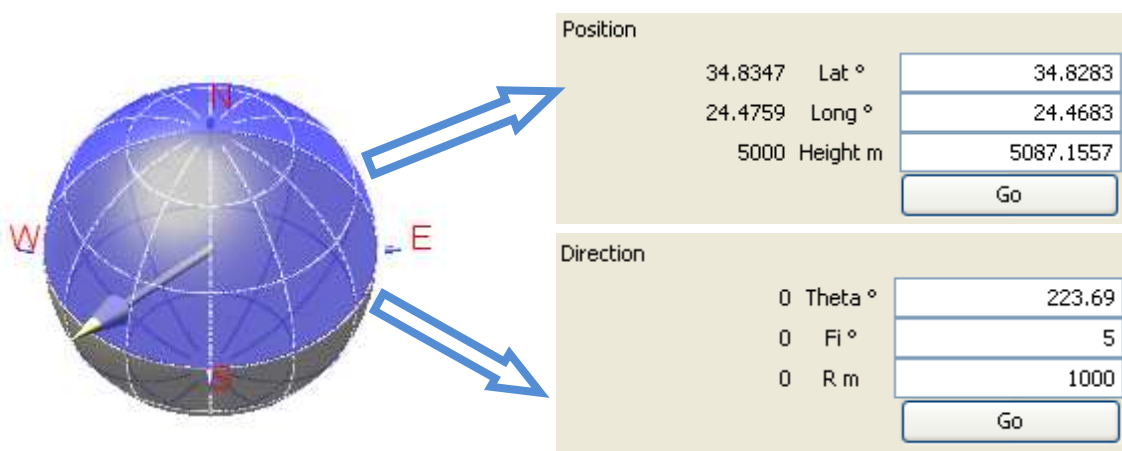 N
W
E
S
Position
34.8347 Lat ° 34.8283
24.4759 Long ° 24.4683
5000 Height m 5087.1557
Go
Direction
0 Theta ° 223.69
0 Fi ° 5
0 R m 1000
Go